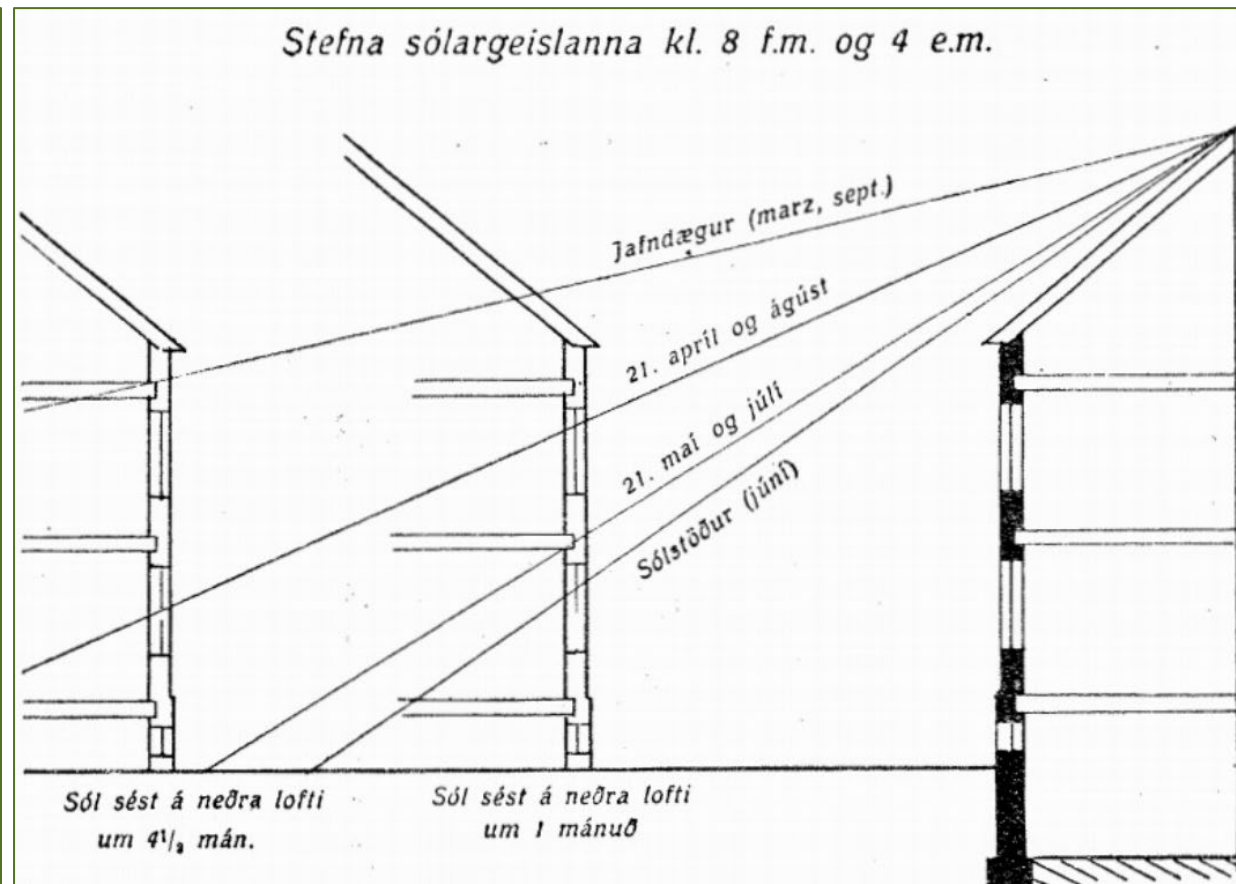 Stefna sólargeislanna kl. 8 f.m. og 4 e.m.
Jafndægur (marz, sept.)
21. apríl og ágúst
21. maí og júlí
Sólstöður (júní)
Sól sést á neðra lofti
um 4½ mán.
Sól sést á neðra lofti
um 1 mánuð